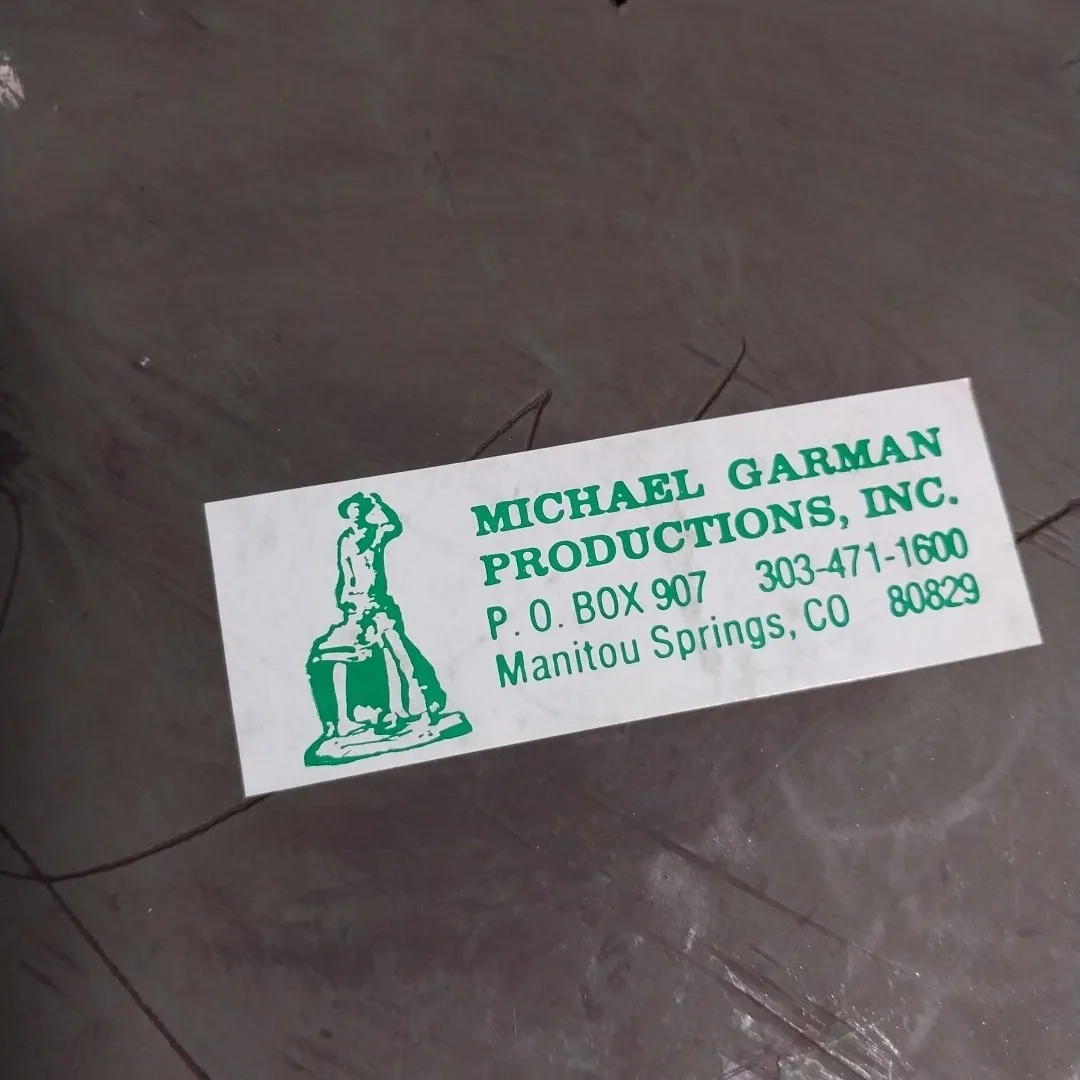 MICHAEL GARMAN
PRODUCTIONS, INC.
P. O. BOX 907 303-471-1600
Manitou Springs, CO 80829